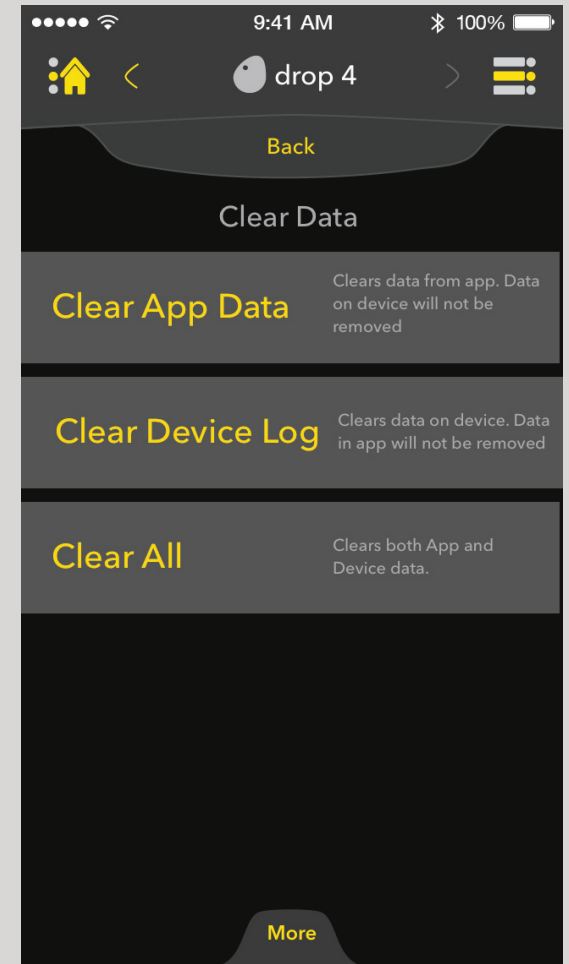 9:41 AM
100%
drop 4
Back
Clear Data
Clear App Data
Clears data from app. Data
on device will not be
removed
Clear Device Log
Clears data on device. Data
in app will not be removed
Clear All
Clears both App and
Device data.
More